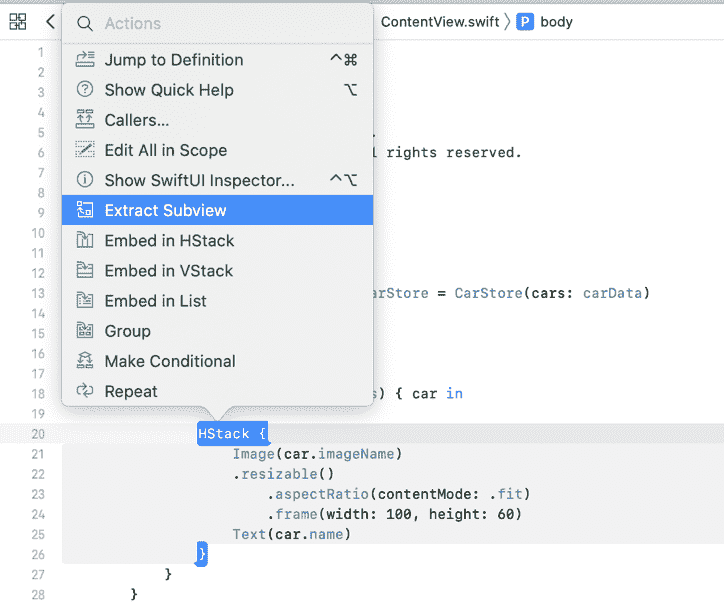 ContentView.swift 〉 P body
Actions
Jump to Definition ^⌘
Show Quick Help ⌥
Callers...
Edit All in Scope
Show SwiftUI Inspector... ^⌥
Extract Subview
Embed in HStack
Embed in VStack
Embed in List
Group
Make Conditional
Repeat
1
2
3
4
5 .
6 rights reserved.
7
8
9
10
11
12
13 = CarStore(cars: carData)
14
15
16
17
18 ) { car in
19
20 HStack {
21 Image(car.imageName)
22 .resizable()
23 .aspectRatio(contentMode: .fit)
24 .frame(width: 100, height: 60)
25 Text(car.name)
26 }
27 }
28 }